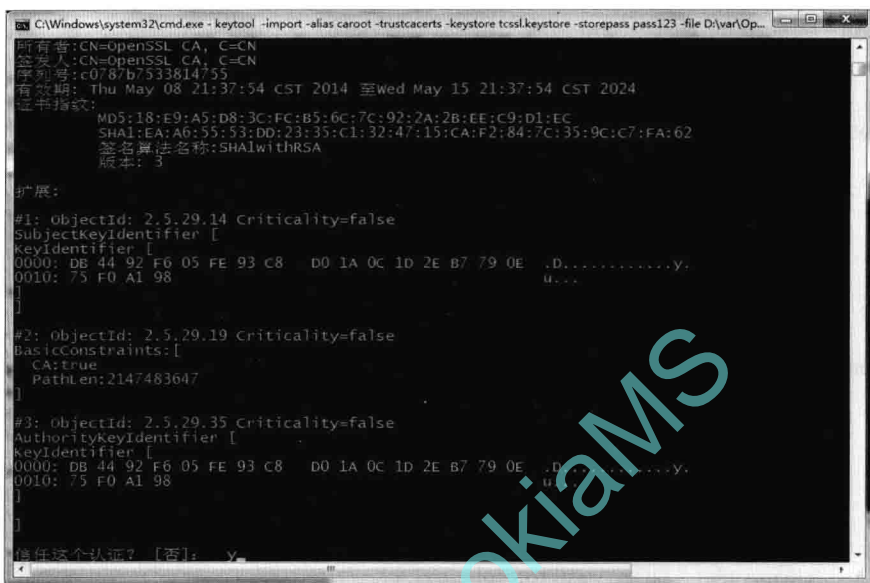 C:\Windows\system32\cmd.exe - keytool -import -alias caroot -trustcacerts -keystore tcssl.keystore -storepass pass123 -file D:\var\Op...
所有者:CN=OpenSSL CA, C=CN
签发人:CN=OpenSSL CA, C=CN
序列号:c0787b7533814755
有效期: Thu May 08 21:37:54 CST 2014 至Wed May 15 21:37:54 CST 2024
证书指纹:
MD5:18:E9:A5:D8:3C:FC:B5:6C:7C:92:2A:2B:EE:C9:D1:EC
SHA1:EA:A6:55:53:DD:23:35:C1:32:47:15:CA:F2:84:7C:35:9C:C7:FA:62
签名算法名称:SHA1withRSA
版本: 3
扩展:
#1: ObjectId: 2.5.29.14 Criticality=false
SubjectKeyIdentifier [
KeyIdentifier [
0000: DB 44 92 F6 05 FE 93 C8 D0 1A 0C 1D 2E B7 79 0E .D............y.
0010: 75 F0 A1 98 u...
]
]
#2: ObjectId: 2.5.29.19 Criticality=false
BasicConstraints:[
CA:true
PathLen:2147483647
]
#3: ObjectId: 2.5.29.35 Criticality=false
AuthorityKeyIdentifier [
KeyIdentifier [
0000: DB 44 92 F6 05 FE 93 C8 D0 1A 0C 1D 2E B7 79 0E .D............y.
0010: 75 F0 A1 98 u...
]
]
信任这个认证? [否]: y
okiaMS